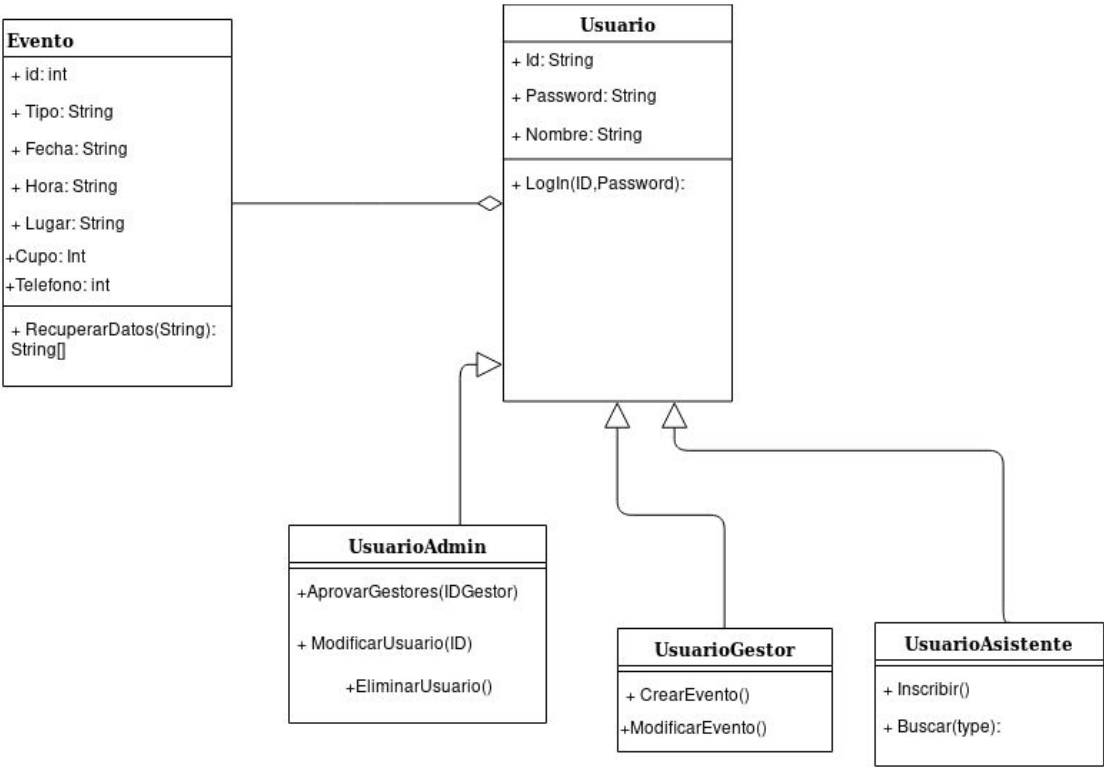 Evento
+ id: int
+ Tipo: String
+ Fecha: String
+ Hora: String
+ Lugar: String
+Cupo: Int
+Telefono: int
+ RecuperarDatos(String):
String[]
Usuario
+ Id: String
+ Password: String
+ Nombre: String
+ LogIn(ID,Password):
UsuarioAdmin
+AprovarGestores(IDGestor)
+ ModificarUsuario(ID)
+EliminarUsuario()
UsuarioGestor
+ CrearEvento()
+ModificarEvento()
UsuarioAsistente
+ Inscribir()
+ Buscar(type):